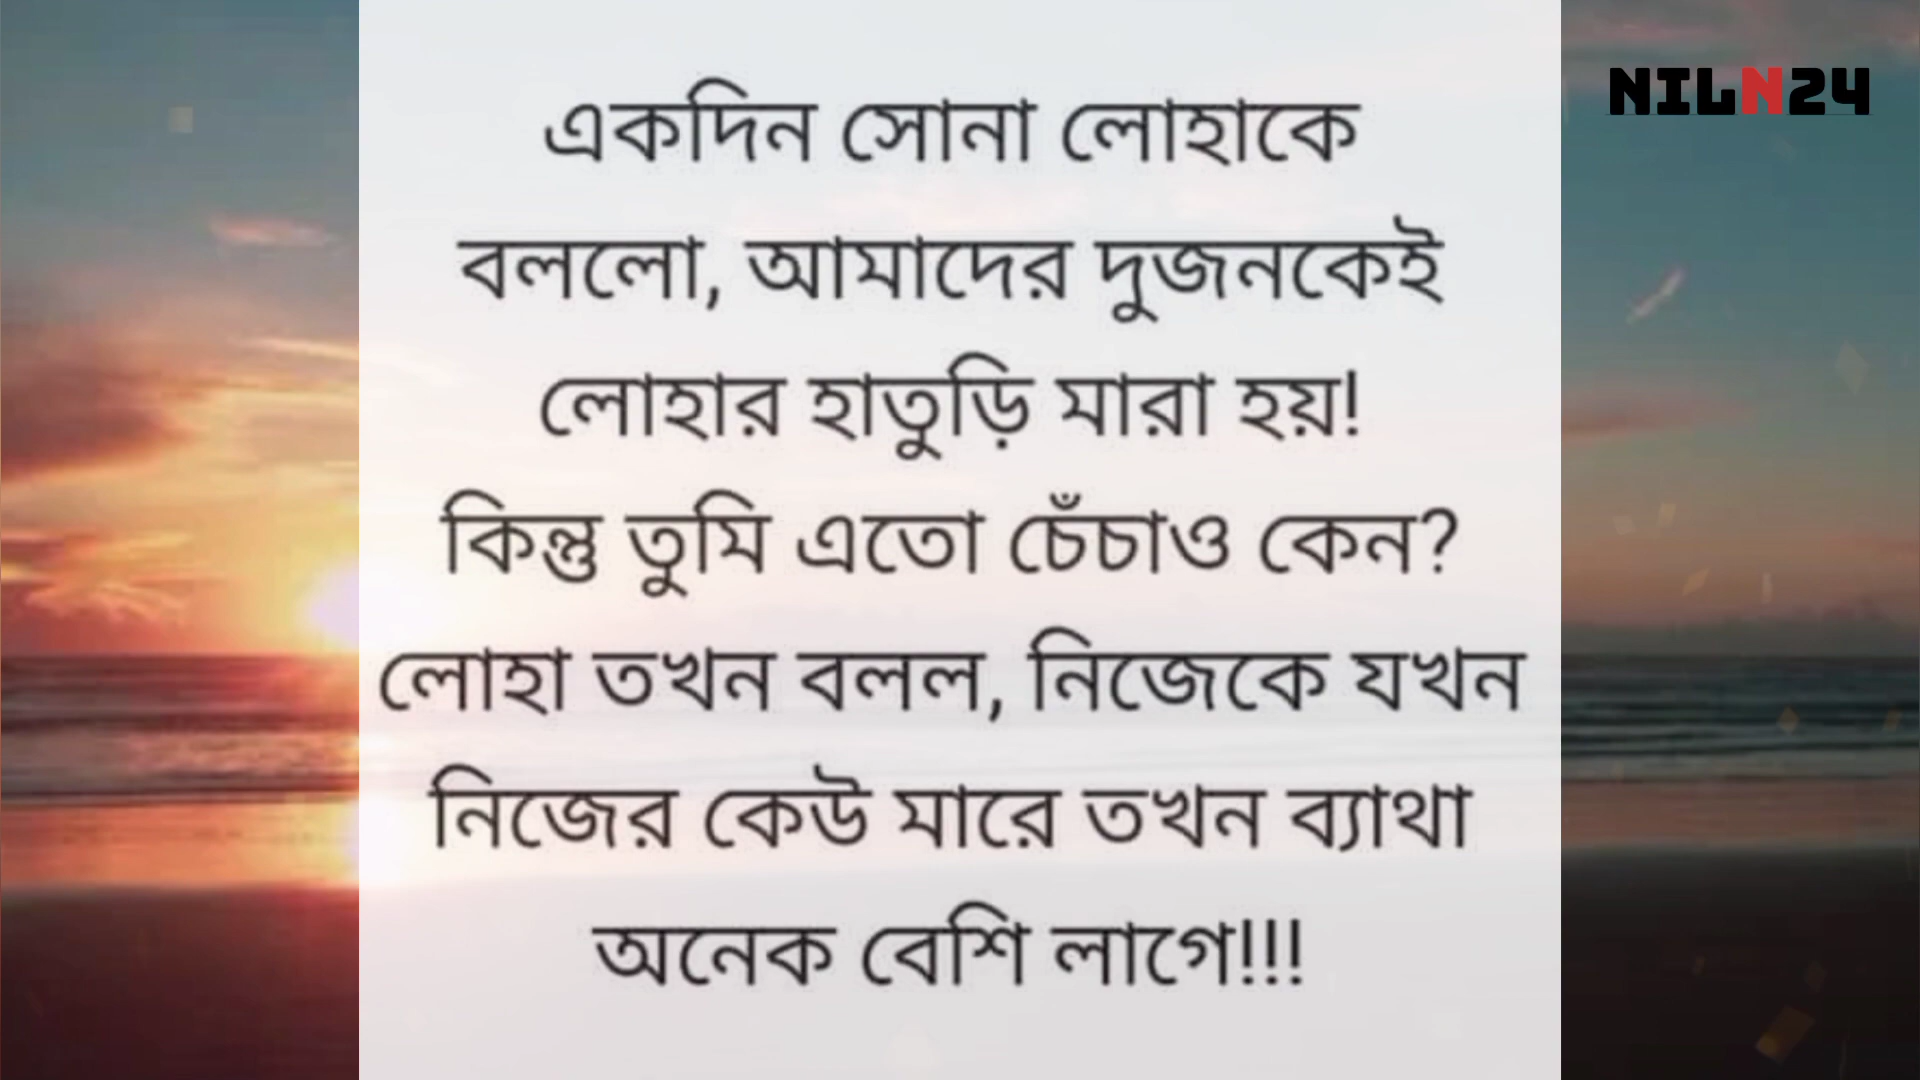 NILN24
একদিন সোনা লোহাকে
বললো, আমাদের দুজনকেই
লোহার হাতুড়ি মারা হয়!
কিন্তু তুমি এতো চেঁচাও কেন?
লোহা তখন বলল, নিজেকে যখন
নিজের কেউ মারে তখন ব্যাথা
অনেক বেশি লাগে!!!